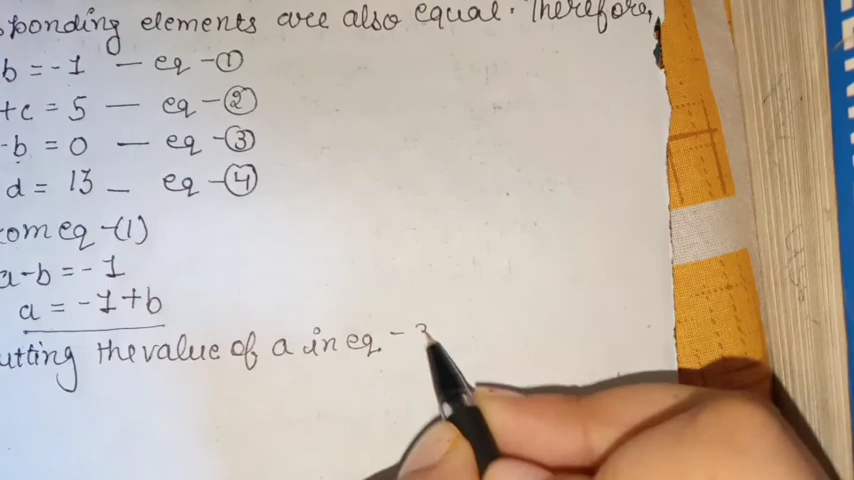 sponding elements are also equal. Therefore,
b = -1 — eq - ①
+c = 5 — eq - ②
-b = 0 — eq - ③
d = 13 — eq - ④
rom eq - (1)
a-b = -1
a = -1+b
utting the value of a in eq - 3